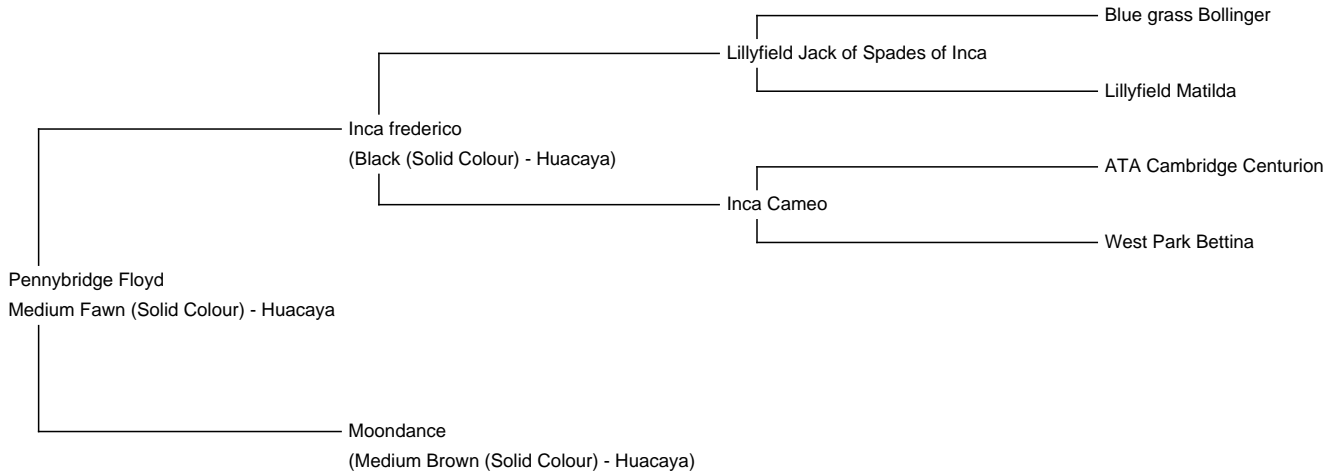 Blue grass Bollinger
Lillyfield Jack of Spades of Inca
Lillyfield Matilda
Inca frederico
(Black (Solid Colour) - Huacaya)
ATA Cambridge Centurion
Inca Cameo
West Park Bettina
Pennybridge Floyd
Medium Fawn (Solid Colour) - Huacaya
Moondance
(Medium Brown (Solid Colour) - Huacaya)